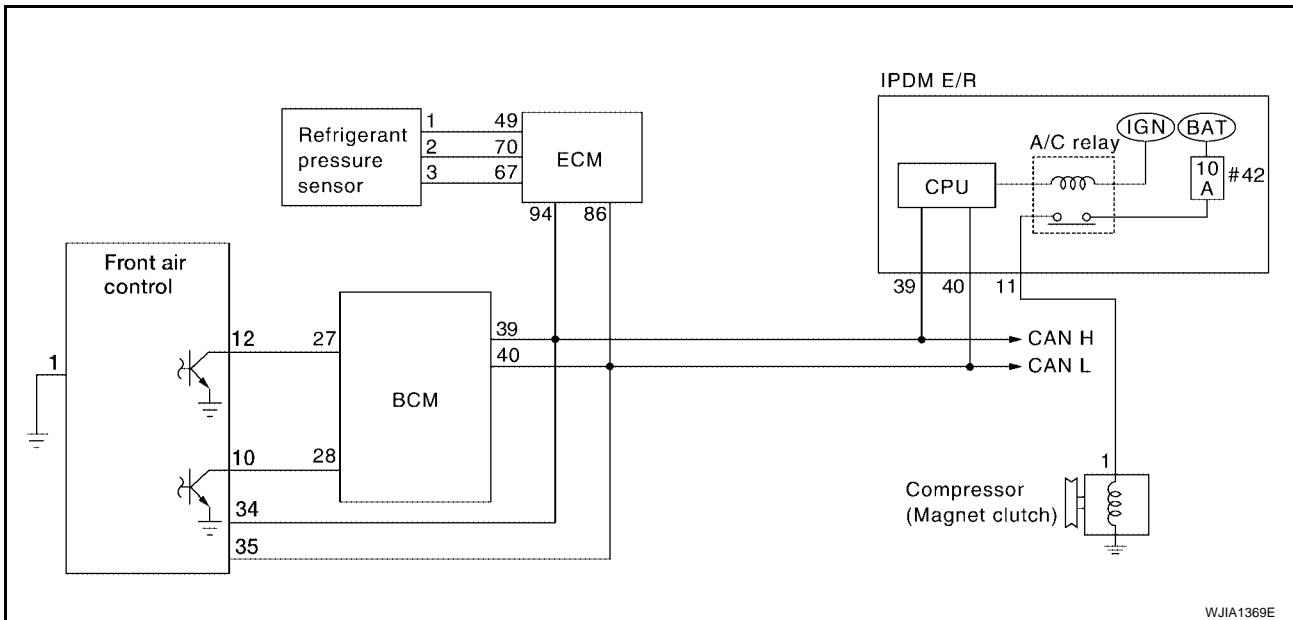 IPDM E/R
IGN
BAT
A/C relay
10
A
#42
CPU
39
40
11
Refrigerant
pressure
sensor
1
2
3
49
70
67
ECM
94
86
Front air
control
1
12
10
34
35
27
28
BCM
39
40
CAN H
CAN L
1
Compressor
(Magnet clutch)
WJIA1369E